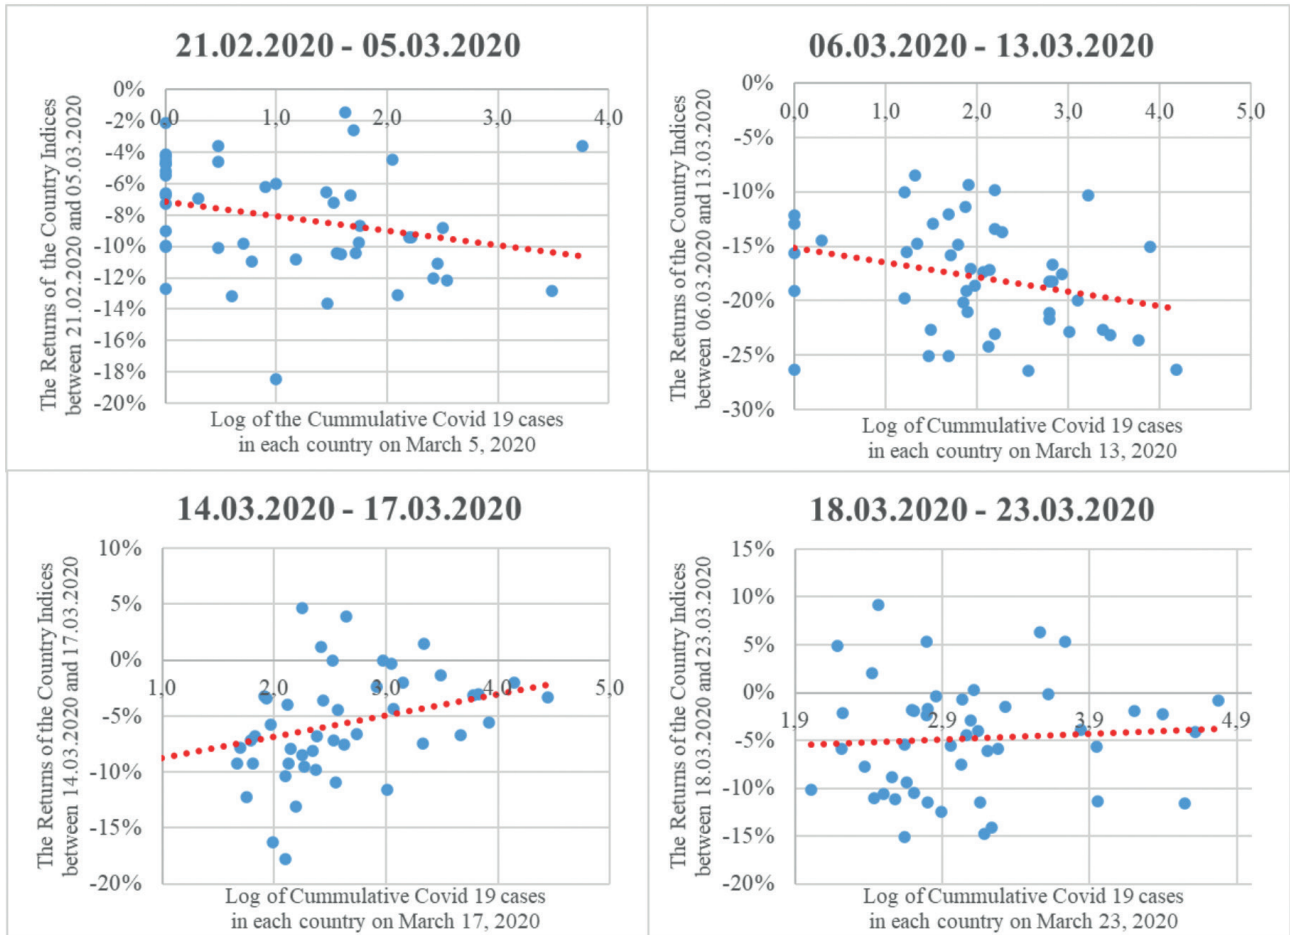 21.02.2020 - 05.03.2020
The Returns of the Country Indices
between 21.02.2020 and 05.03.2020
0%
-2%
-4%
-6%
-8%
-10%
-12%
-14%
-16%
-18%
-20%
0,0 1,0 2,0 3,0 4,0
Log of the Cummulative Covid 19 cases
in each country on March 5, 2020
06.03.2020 - 13.03.2020
The Returns of the Country Indices
between 06.03.2020 and 13.03.2020
0%
-5%
-10%
-15%
-20%
-25%
-30%
0,0 1,0 2,0 3,0 4,0 5,0
Log of Cummulative Covid 19 cases
in each country on March 13, 2020
14.03.2020 - 17.03.2020
The Returns of the Country Indices
between 14.03.2020 and 17.03.2020
10%
5%
0%
-5%
-10%
-15%
-20%
1,0 2,0 3,0 4,0 5,0
Log of Cummulative Covid 19 cases
in each country on March 17, 2020
18.03.2020 - 23.03.2020
The Returns of the Country Indices
between 18.03.2020 and 23.03.2020
15%
10%
5%
0%
-5%
-10%
-15%
-20%
1,9 2,9 3,9 4,9
Log of Cummulative Covid 19 cases
in each country on March 23, 2020